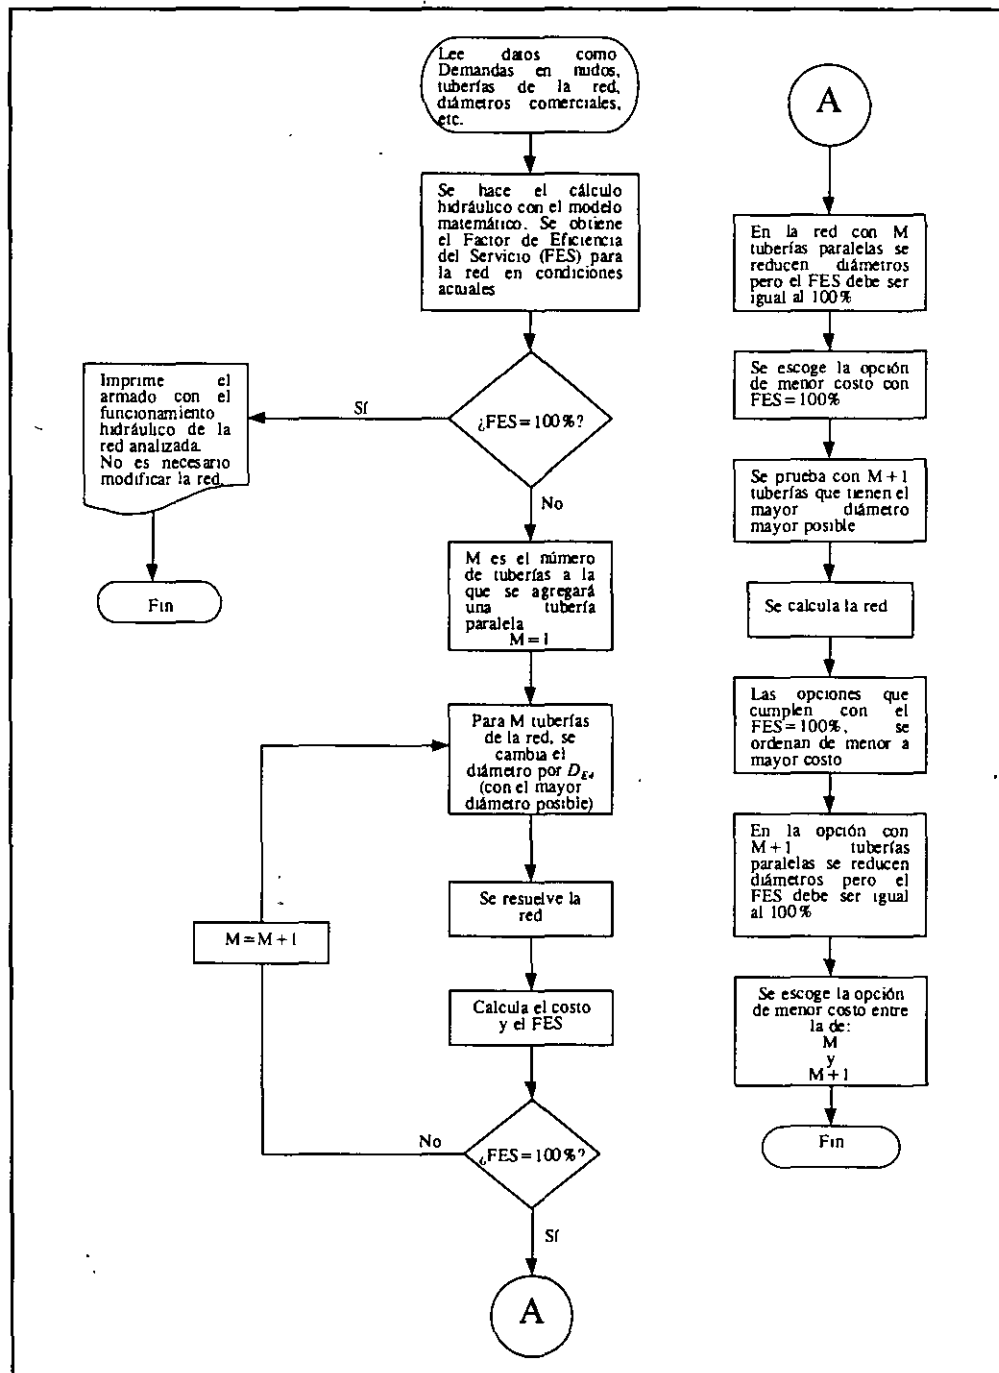 Lee datos como
Demandas en nudos,
tuberías de la red,
diámetros comerciales,
etc.
Se hace el cálculo
hidráulico con el modelo
matemático. Se obtiene
el Factor de Eficiencia
del Servicio (FES) para
la red en condiciones
actuales
¿FES=100%?
Sí
Imprime el
armado con el
funcionamiento
hidráulico de la
red analizada.
No es necesario
modificar la red.
Fin
No
M es el número
de tuberías a la
que se agregará
una tubería
paralela
M=1
Para M tuberías
de la red, se
cambia el
diámetro por
(con el mayor
diámetro posible)
Se resuelve la
red
M=M+1
Calcula el costo
y el FES
No
¿FES=100%?
Sí
A
A
En la red con M
tuberías paralelas se
reducen diámetros
pero el FES debe ser
igual al 100%
Se escoge la opción
de menor costo con
FES=100%
Se prueba con M+1
tuberías que tienen el
mayor diámetro
mayor posible
Se calcula la red
Las opciones que
cumplen con el
FES=100%, se
ordenan de menor a
mayor costo
En la opción con
M+1 tuberías
paralelas se reducen
diámetros pero el
FES debe ser igual
al 100%
Se escoge la opción
de menor costo entre
la de:
M
y
M+1
Fin